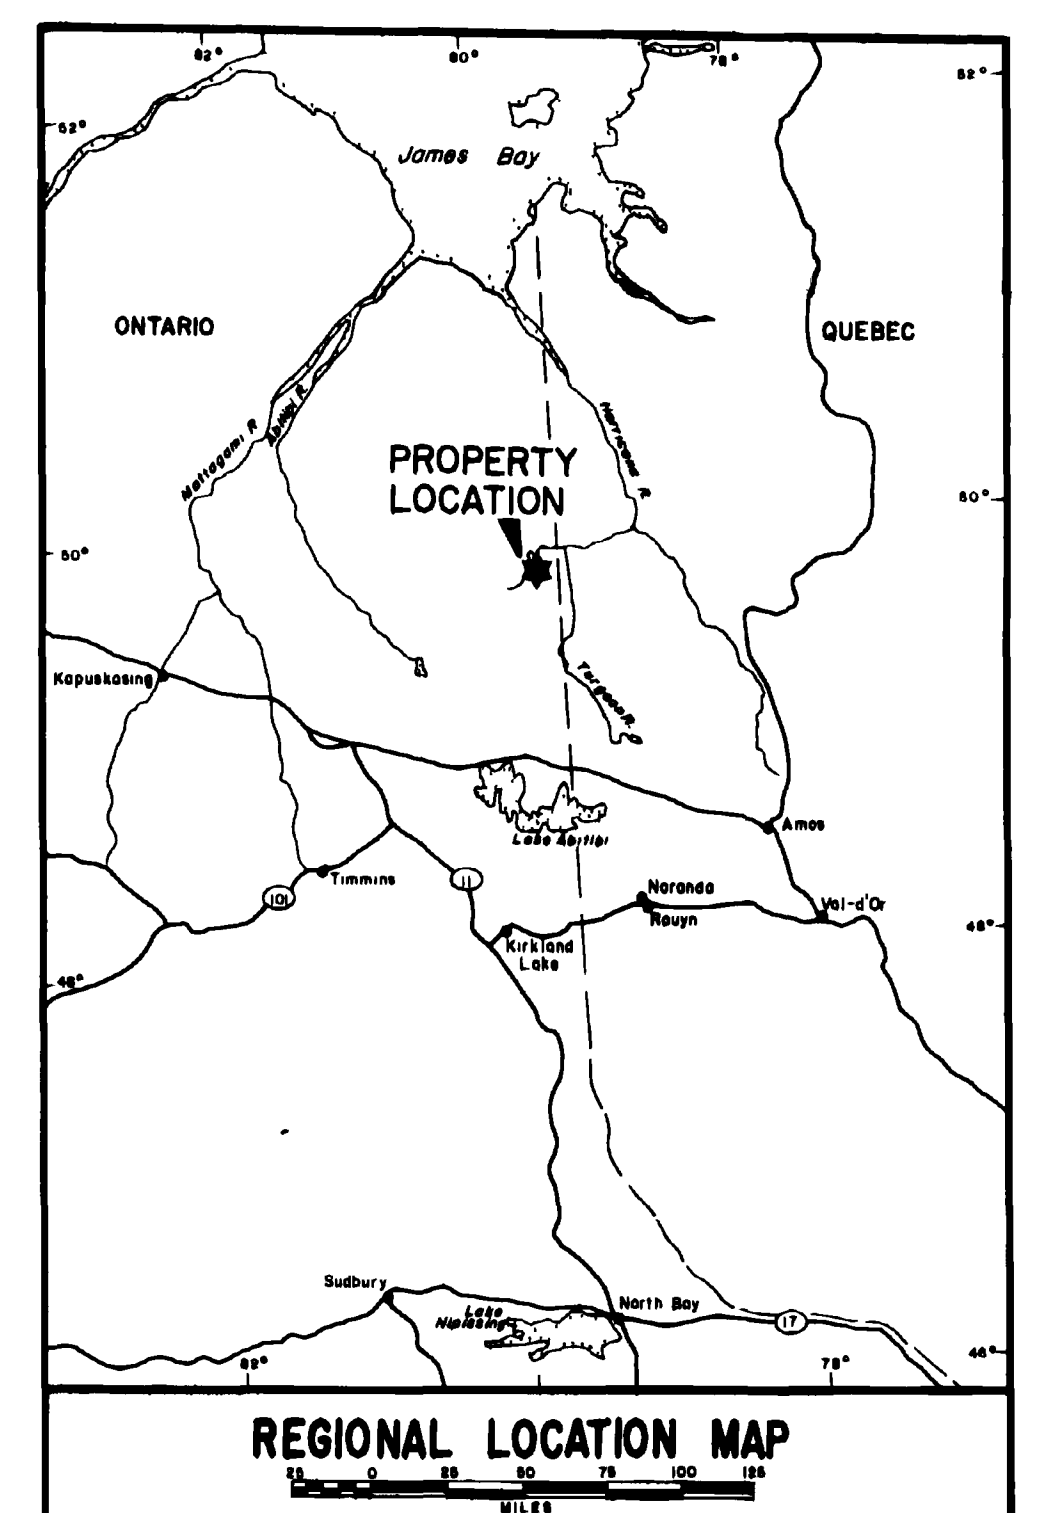 82°
80°
78°
52°
52°
James Bay
ONTARIO
QUEBEC
Abitibi R.
Mattagami R
Harricana R.
PROPERTY
LOCATION
50°
50°
Kapuskasing
Turgeon R.
Lake Abitibi
Amos
Timmins
11
101
Noranda
Rouyn
Val-d'Or
Kirkland
Lake
48°
48°
Sudbury
Lake
Nipissing
North Bay
17
46°
82°
78°
REGIONAL LOCATION MAP
25 0 25 50 75 100 125
MILES